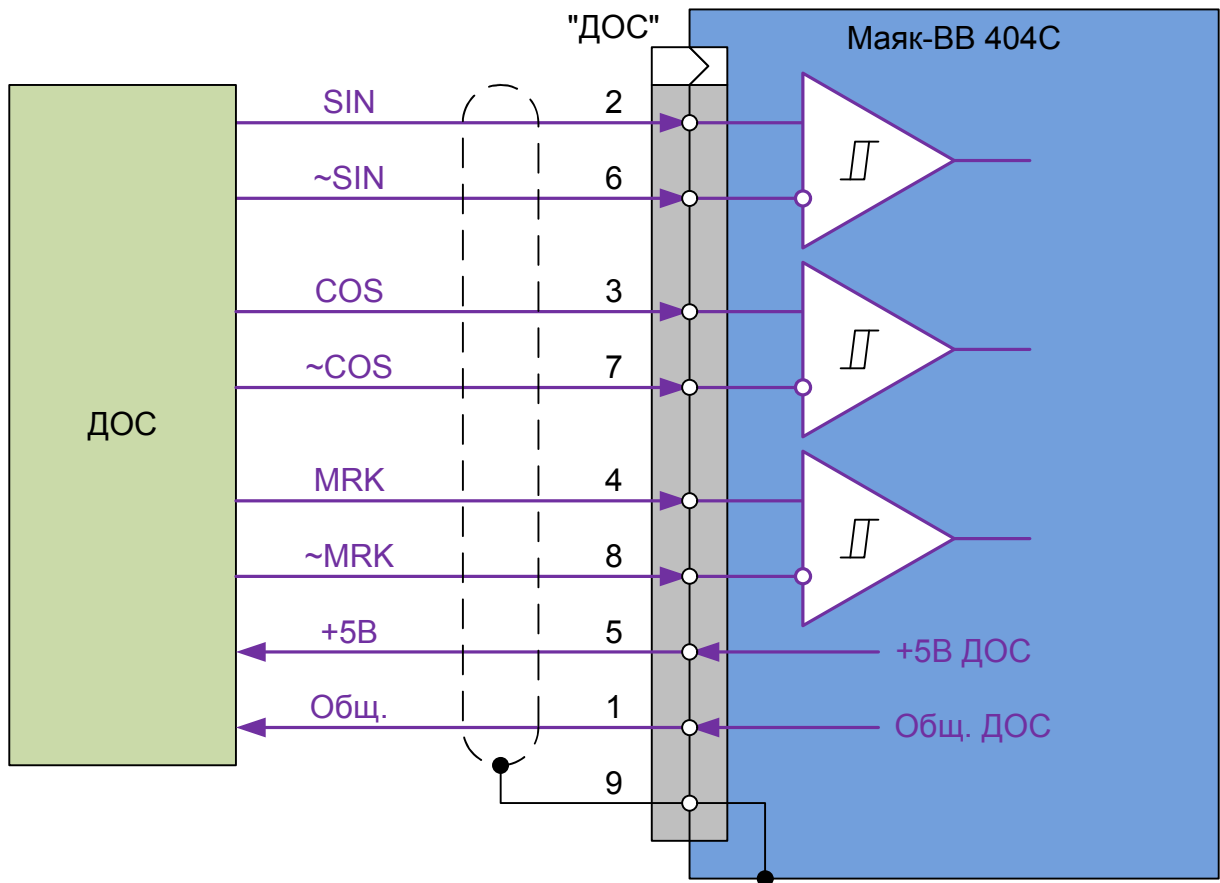 "ДОС"
Маяк-ВВ 404С
ДОС
SIN
2
~SIN
6
COS
3
~COS
7
MRK
4
~MRK
8
+5В
5
+5В ДОС
Общ.
1
Общ. ДОС
9